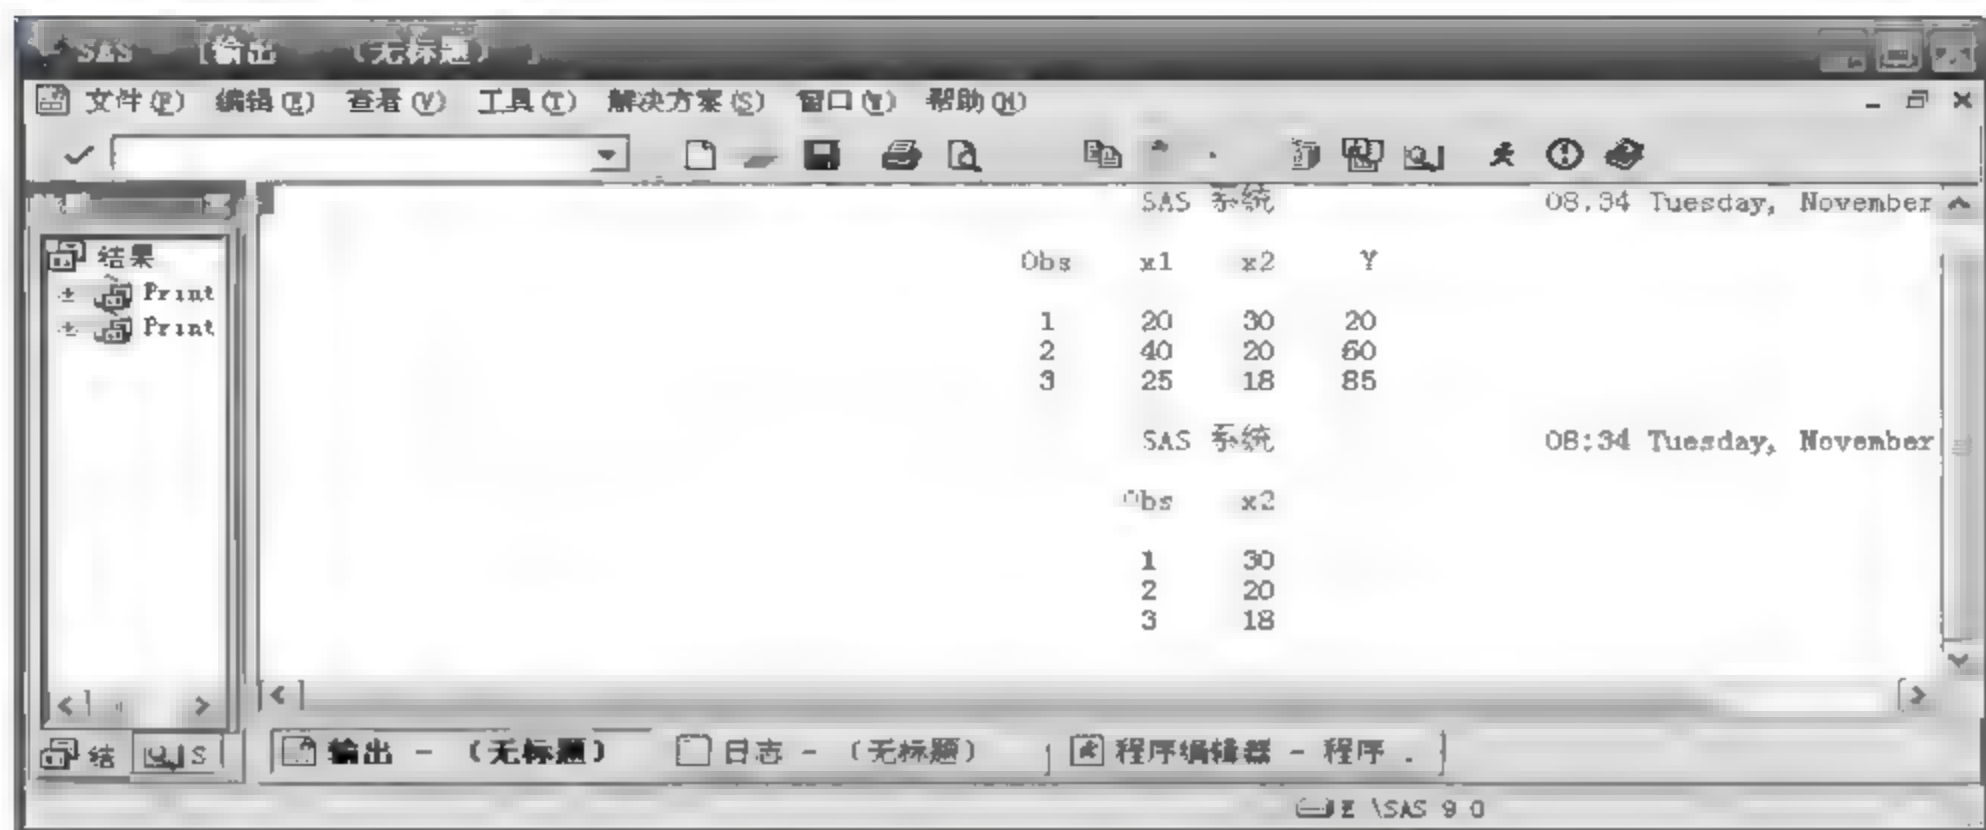 SAS [输出 (无标题) ]
文件(F) 编辑(E) 查看(V) 工具(T) 解决方案(S) 窗口(W) 帮助(H)
SAS 系统 08:34 Tuesday, November
结果
Print
Print
Obs x1 x2 Y
1 20 30 20
2 40 20 60
3 25 18 85
SAS 系统 08:34 Tuesday, November
Obs x2
1 30
2 20
3 18
结 S
输出 - (无标题) 日志 - (无标题) 程序编辑器 - 程序 .
E \SAS 9 0